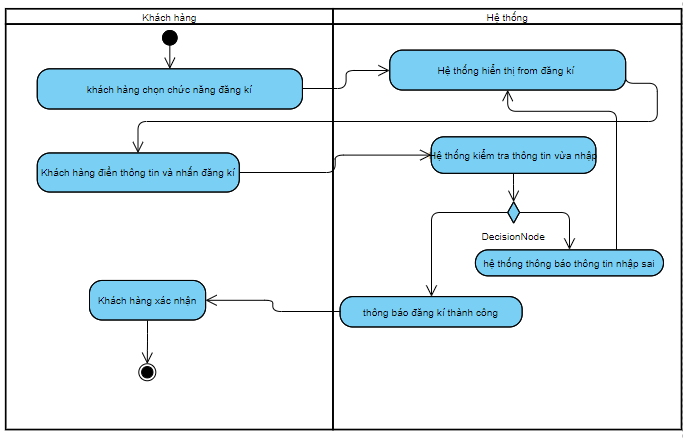 Khách hàng
Hệ thống
khách hàng chọn chức năng đăng kí
Hệ thống hiển thị from đăng kí
Khách hàng điền thông tin và nhấn đăng kí
Hệ thống kiểm tra thông tin vừa nhập
DecisionNode
hệ thống thông báo thông tin nhập sai
Khách hàng xác nhận
thông báo đăng kí thành công